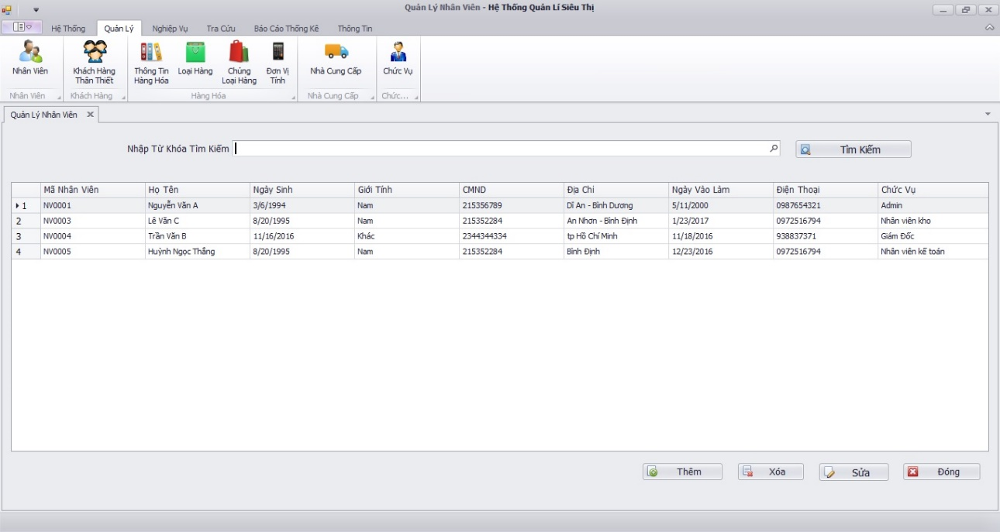 Quản Lý Nhân Viên - Hệ Thống Quản Lí Siêu Thị
Hệ Thống Quản Lý Nghiệp Vụ Tra Cứu Báo Cáo Thống Kê Thông Tin
Nhân Viên
Khách Hàng
Thân Thiết
Thông Tin
Hàng Hóa
Loại Hàng
Chủng
Loại Hàng
Đơn Vị
Tính
Nhà Cung Cấp
Chức Vụ
Nhân Viên Khách Hàng Hàng Hóa Nhà Cung Cấp Chức...
Quản Lý Nhân Viên
Nhập Từ Khóa Tìm Kiếm Tìm Kiếm
Mã Nhân Viên Họ Tên Ngày Sinh Giới Tính CMND Địa Chỉ Ngày Vào Làm Điện Thoại Chức Vụ
1 NV0001 Nguyễn Văn A 3/6/1994 Nam 215356789 Dĩ An - Bình Dương 5/11/2000 0987654321 Admin
2 NV0003 Lê Văn C 8/20/1995 Nam 215352284 An Nhơn - Bình Định 1/23/2017 0972516794 Nhân viên kho
3 NV0004 Trần Văn B 11/16/2016 Khác 2344344334 tp Hồ Chí Minh 11/18/2016 938837371 Giám Đốc
4 NV0005 Huỳnh Ngọc Thắng 8/20/1995 Nam 215352284 Bình Định 12/23/2016 0972516794 Nhân viên kế toán
Thêm Xóa Sửa Đóng